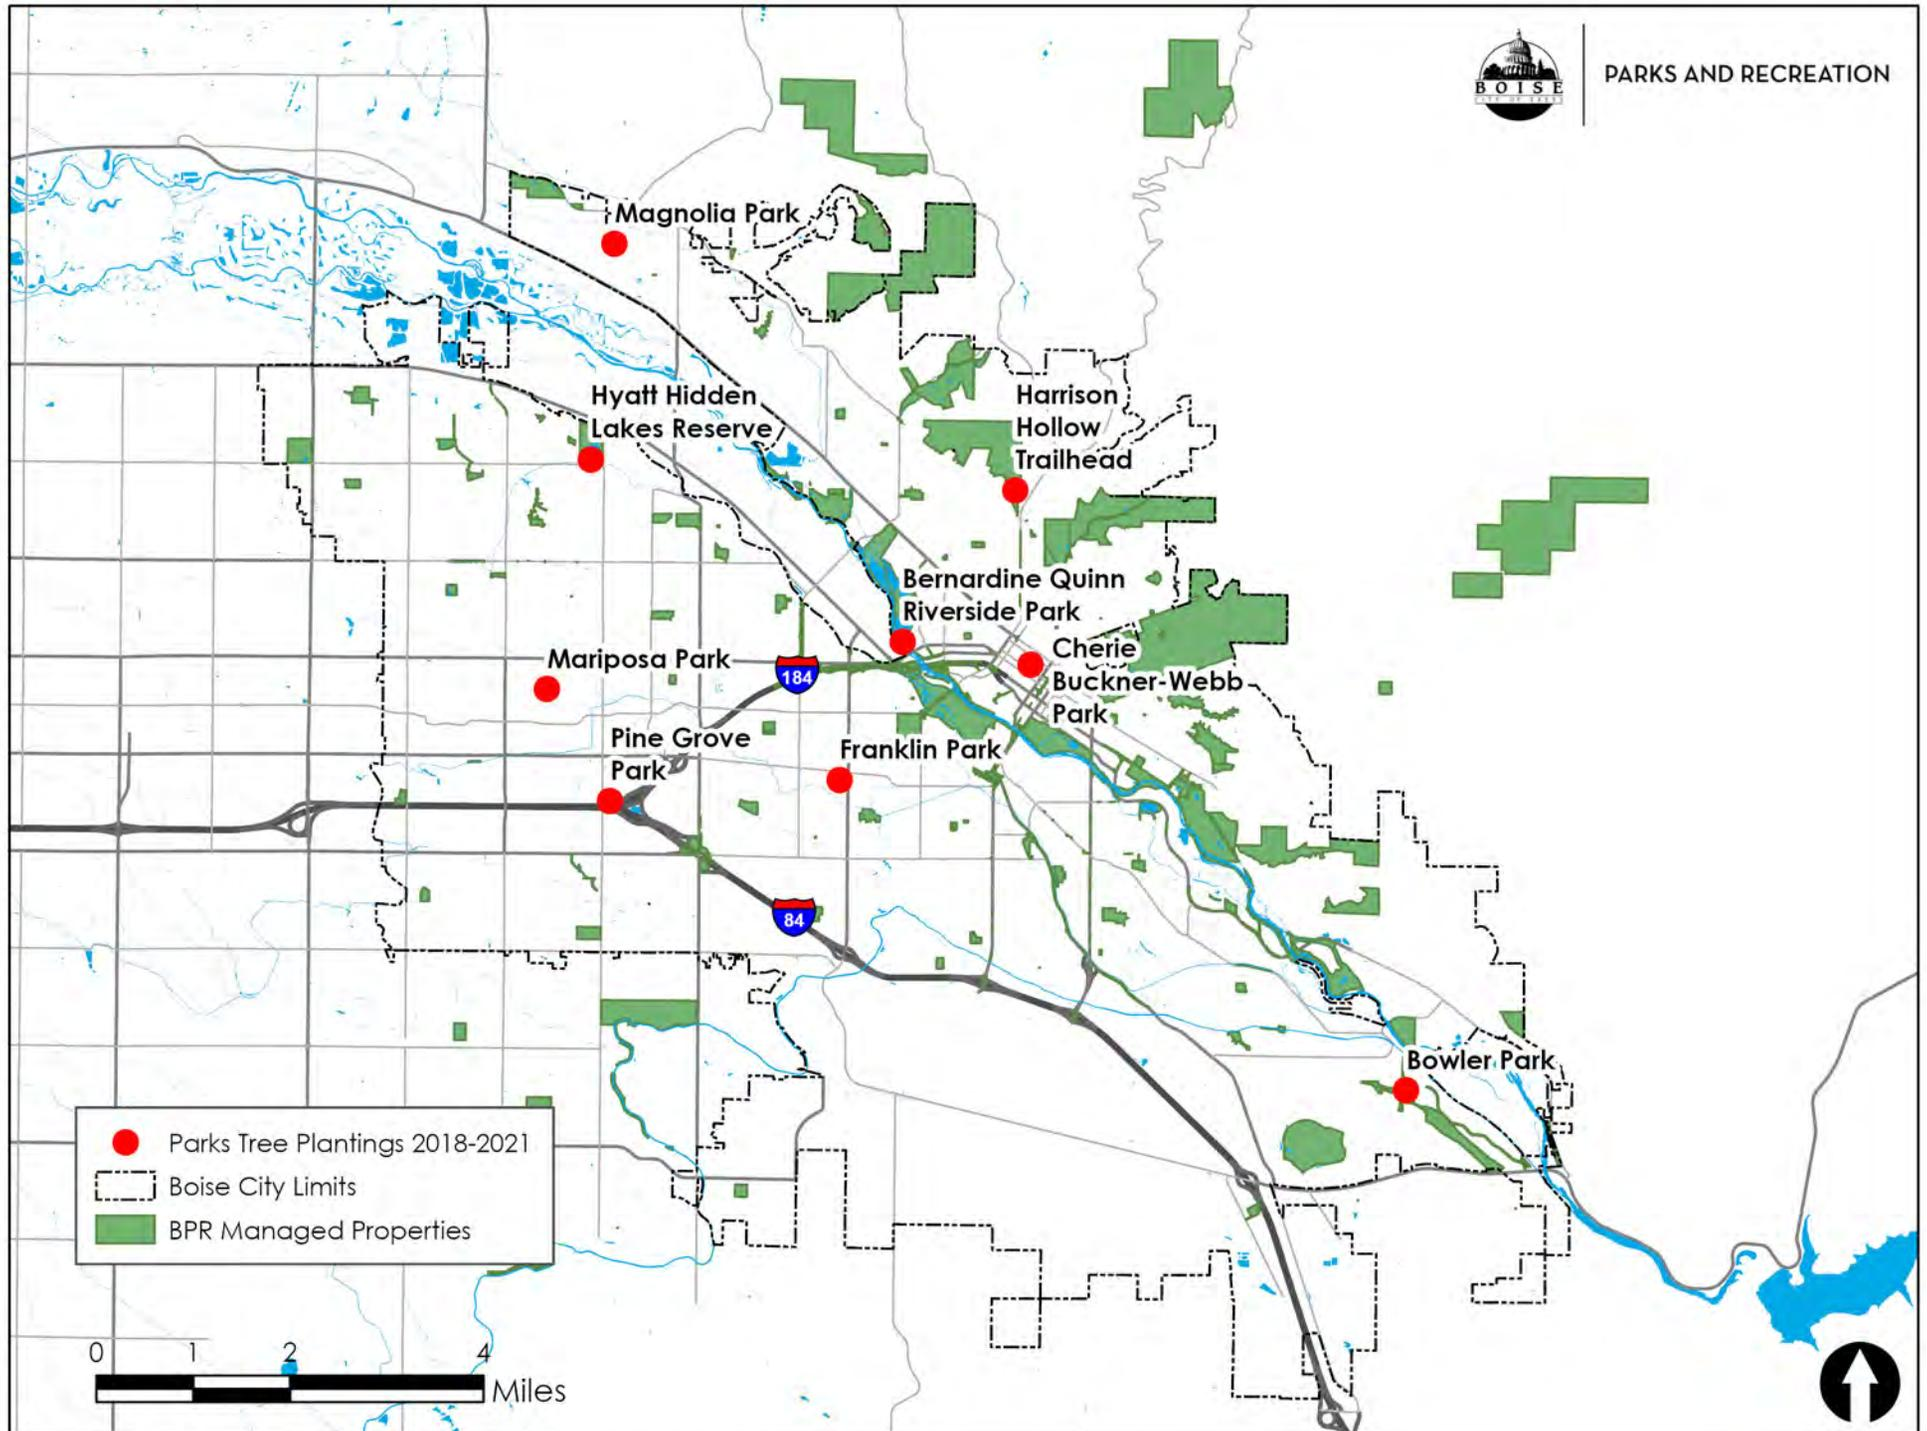 BOISE
PARKS AND RECREATION
Magnolia Park
Hyatt Hidden
Lakes Reserve
Harrison
Hollow
Trailhead
Bernardine Quinn
Riverside Park
Cherie
Buckner-Webb
Park
Mariposa Park
184
Pine Grove
Park
Franklin Park
84
Bowler Park
Parks Tree Plantings 2018-2021
Boise City Limits
BPR Managed Properties
0 1 2 4
Miles